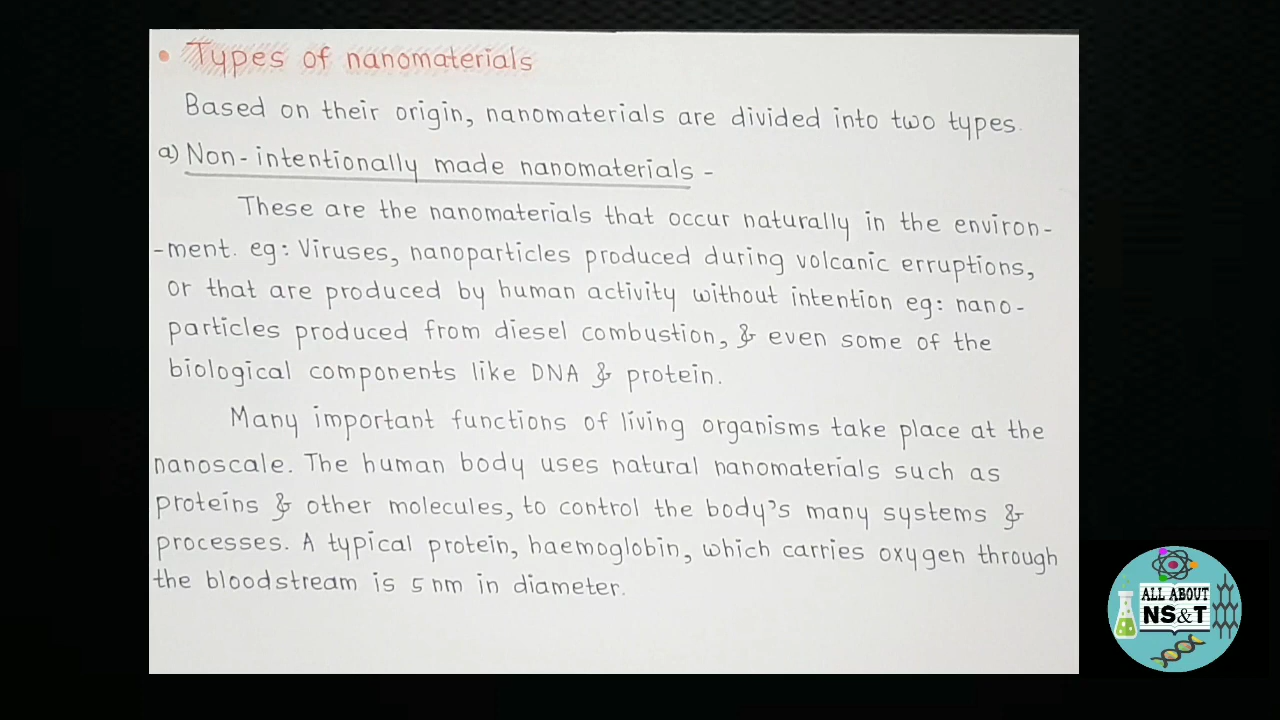 • Types of nanomaterials
Based on their origin, nanomaterials are divided into two types.
a) Non-intentionally made nanomaterials -
These are the nanomaterials that occur naturally in the environ-
-ment. eg: Viruses, nanoparticles produced during volcanic erruptions,
or that are produced by human activity without intention eg: nano-
particles produced from diesel combustion, & even some of the
biological components like DNA & protein.
Many important functions of living organisms take place at the
nanoscale. The human body uses natural nanomaterials such as
proteins & other molecules, to control the body's many systems &
processes. A typical protein, haemoglobin, which carries oxygen through
the bloodstream is 5 nm in diameter.
ALL ABOUT
NS&T